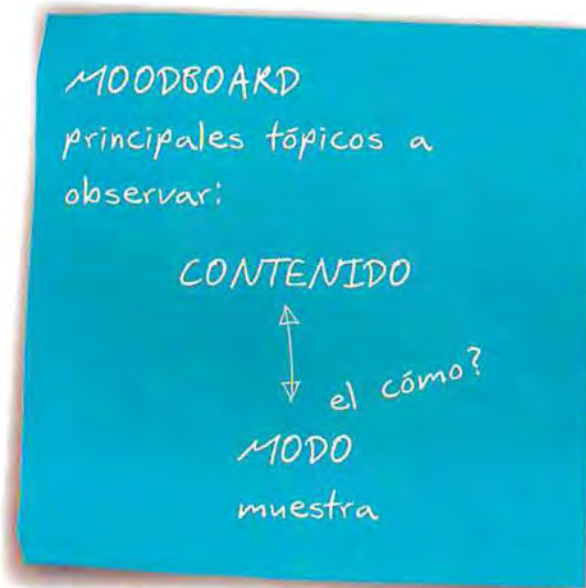 MOODBOARD
principales tópicos a
observar:
CONTENIDO
el cómo?
MODO
muestra